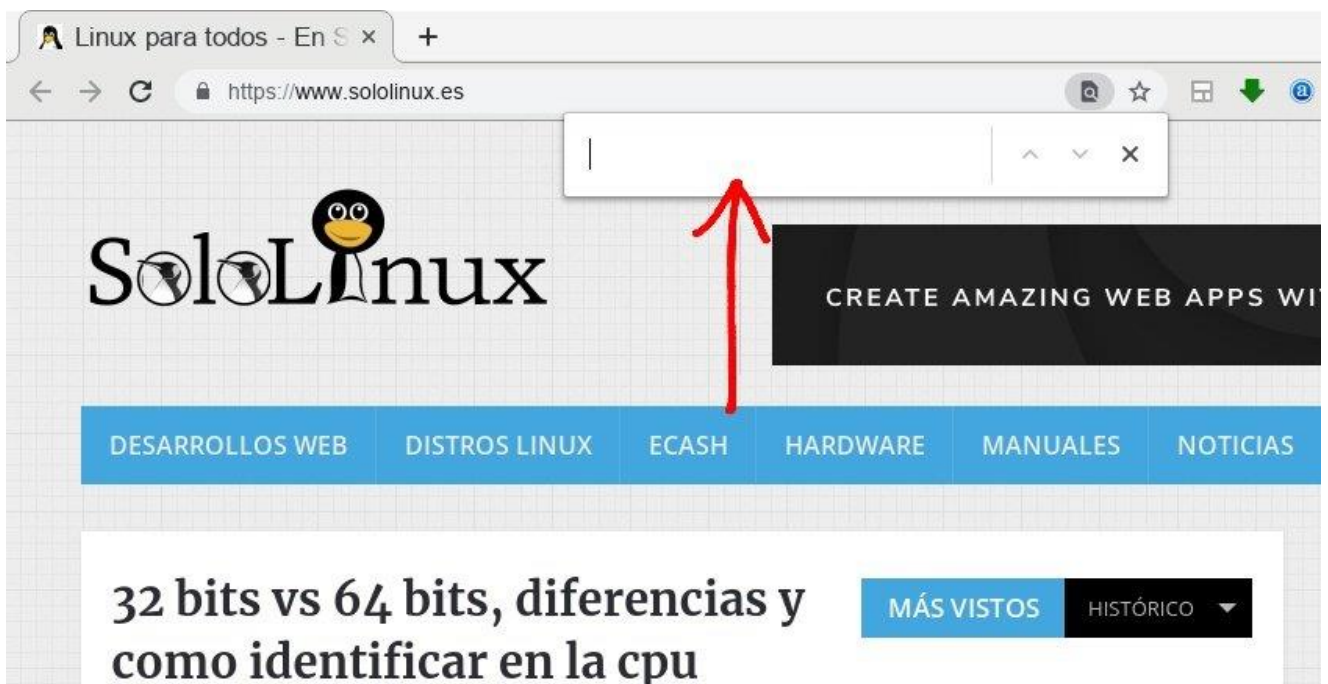 Linux para todos - En S
https://www.sololinux.es
SoloLinux
CREATE AMAZING WEB APPS WI
DESARROLLOS WEB DISTROS LINUX ECASH HARDWARE MANUALES NOTICIAS
32 bits vs 64 bits, diferencias y
como identificar en la cpu
MÁS VISTOS HISTÓRICO